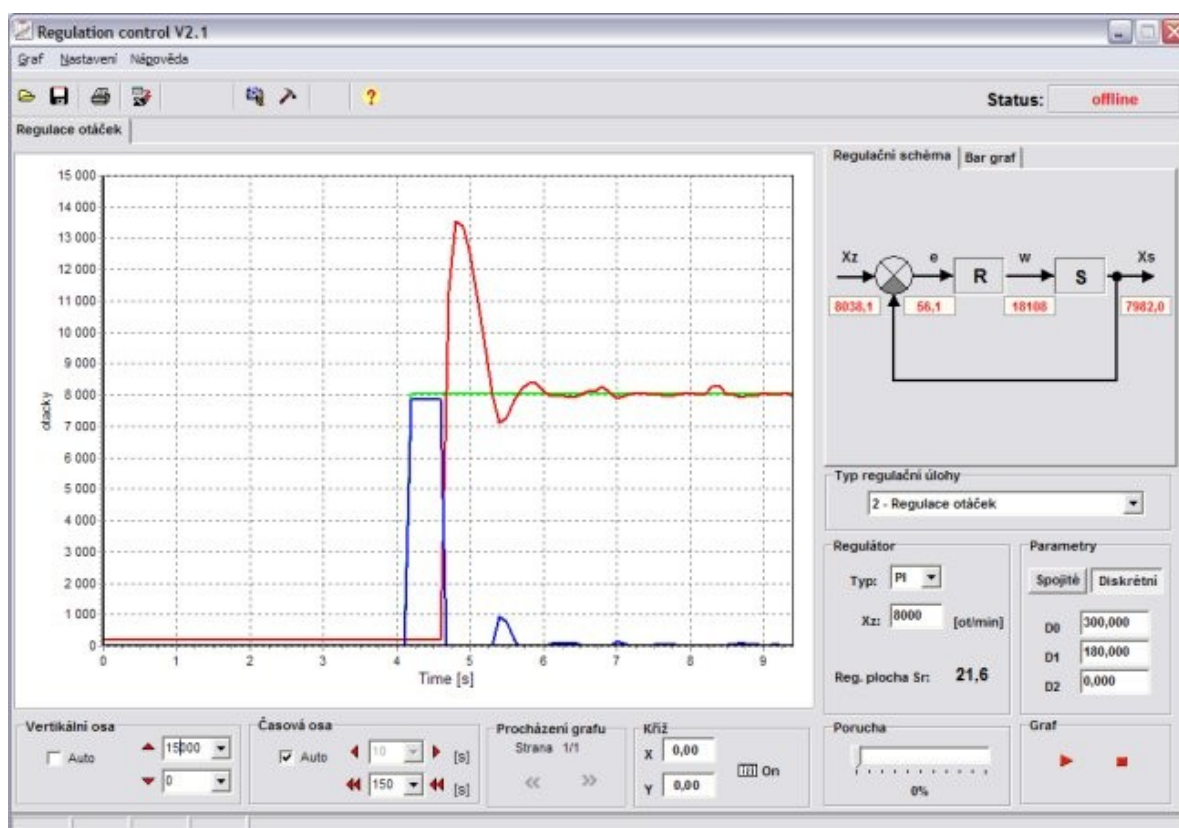 Regulation control V2.1
Graf Nastavení Nápověda
Status: offline
Regulace otáček
15 000
14 000
13 000
12 000
11 000
10 000
9 000
8 000
7 000
6 000
5 000
4 000
3 000
2 000
1 000
0
otacky
0 1 2 3 4 5 6 7 8 9
Time [s]
Regulační schéma Bar graf
Xz e w Xs
R S
8038,1 56,1 18108 7982,0
Typ regulační úlohy
2 - Regulace otáček
Regulátor
Typ: PI
Xz: 8000 [ot/min]
Reg. plocha Sr: 21,6
Parametry
Spojité Diskrétní
D0 300,000
D1 180,000
D2 0,000
Vertikální osa
Auto
15000
0
Časová osa
Auto
10 [s]
150 [s]
Procházení grafu
Strana 1/1
Kříž
X 0,00
Y 0,00
On
Porucha
0%
Graf